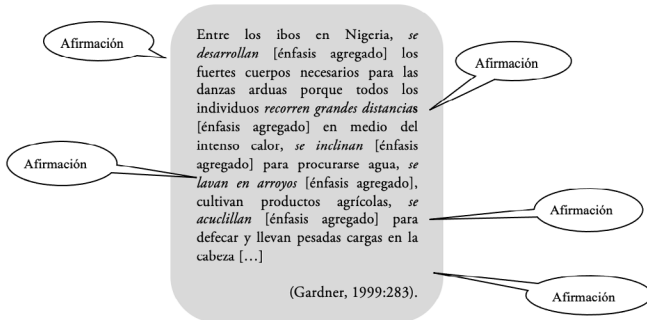 Afirmación
Entre los ibos en Nigeria, se
desarrollan [énfasis agregado] los
fuertes cuerpos necesarios para las
danzas arduas porque todos los
individuos recorren grandes distancias
[énfasis agregado] en medio del
intenso calor, se inclinan [énfasis
agregado] para procurarse agua, se
lavan en arroyos [énfasis agregado],
cultivan productos agrícolas, se
acuclillan [énfasis agregado] para
defecar y llevan pesadas cargas en la
cabeza […]
(Gardner, 1999:283).
Afirmación
Afirmación
Afirmación
Afirmación